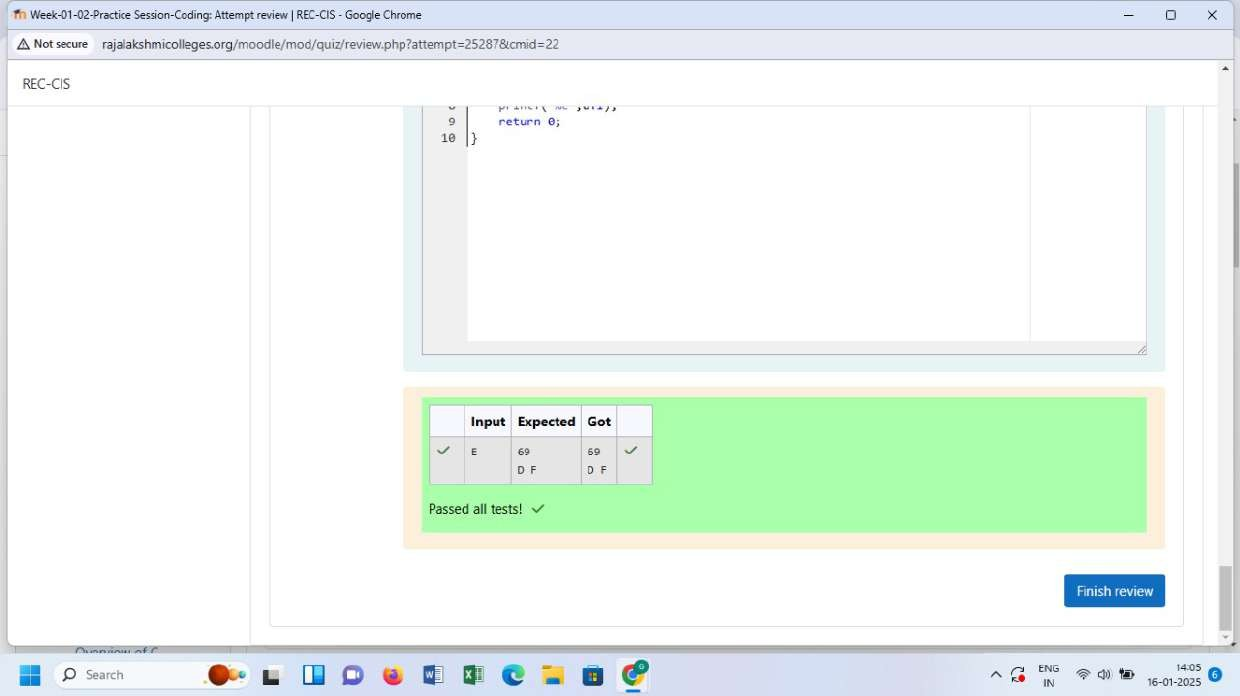 Week-01-02-Practice Session-Coding: Attempt review | REC-CIS - Google Chrome
Not secure rajalakshmicolleges.org/moodle/mod/quiz/review.php?attempt=25287&cmid=22
REC-CIS
9 return 0;
10 }
Input Expected Got
E 69 69
D F D F
Passed all tests!
Finish review
Overview of C
Search
ENG
IN
14:05
16-01-2025
6